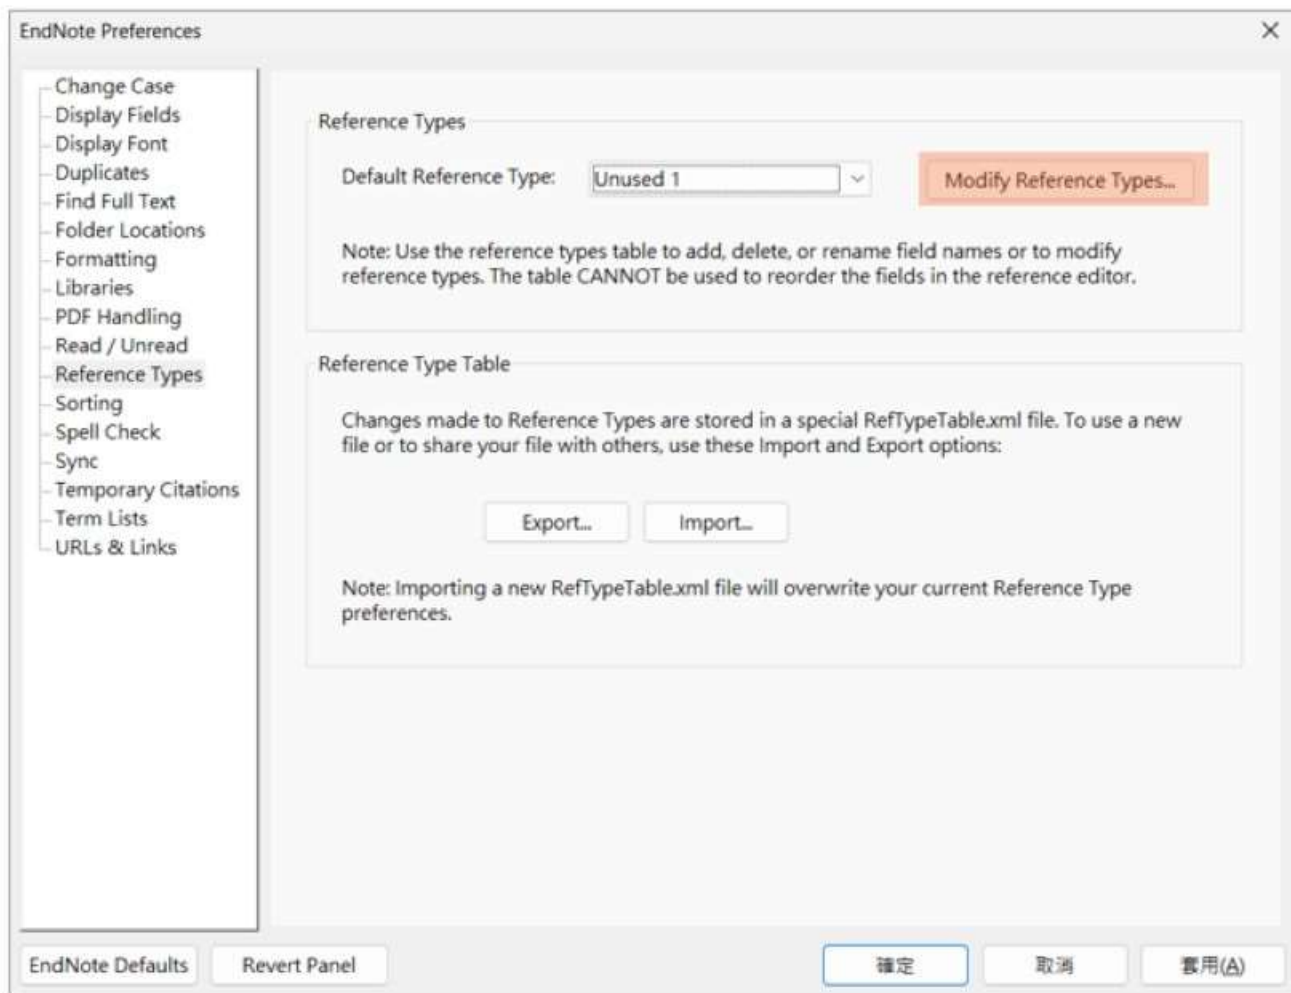 EndNote Preferences
Change Case
Display Fields
Display Font
Duplicates
Find Full Text
Folder Locations
Formatting
Libraries
PDF Handling
Read / Unread
Reference Types
Sorting
Spell Check
Sync
Temporary Citations
Term Lists
URLs & Links
Reference Types
Default Reference Type: Unused 1 Modify Reference Types...
Note: Use the reference types table to add, delete, or rename field names or to modify
reference types. The table CANNOT be used to reorder the fields in the reference editor.
Reference Type Table
Changes made to Reference Types are stored in a special RefTypeTable.xml file. To use a new
file or to share your file with others, use these Import and Export options:
Export... Import...
Note: Importing a new RefTypeTable.xml file will overwrite your current Reference Type
preferences.
EndNote Defaults Revert Panel 確定 取消 套用(A)